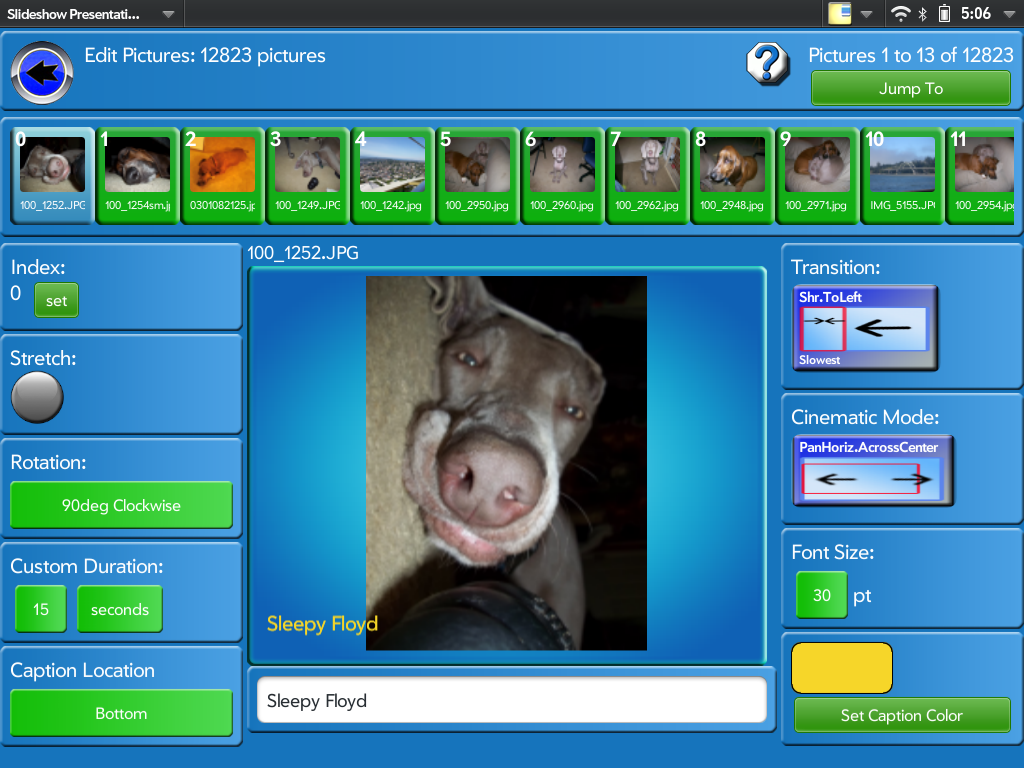 Slideshow Presentati...
5:06
Edit Pictures: 12823 pictures
Pictures 1 to 13 of 12823
Jump To
0 1 2 3 4 5 6 7 8 9 10 11
100_1252.JPG 100_1254sm.j 0301082125.j 100_1249.JPG 100_1242.jpg 100_2950.jpg 100_2960.jpg 100_2962.jpg 100_2948.jpg 100_2971.jpg IMG_5155.JP 100_2954.jp
Index:
0 set
Stretch:
Rotation:
90deg Clockwise
Custom Duration:
15 seconds
Caption Location
Bottom
100_1252.JPG
Sleepy Floyd
Sleepy Floyd
Transition:
Shr.ToLeft
Slowest
Cinematic Mode:
PanHoriz.AcrossCenter
Font Size:
30 pt
Set Caption Color